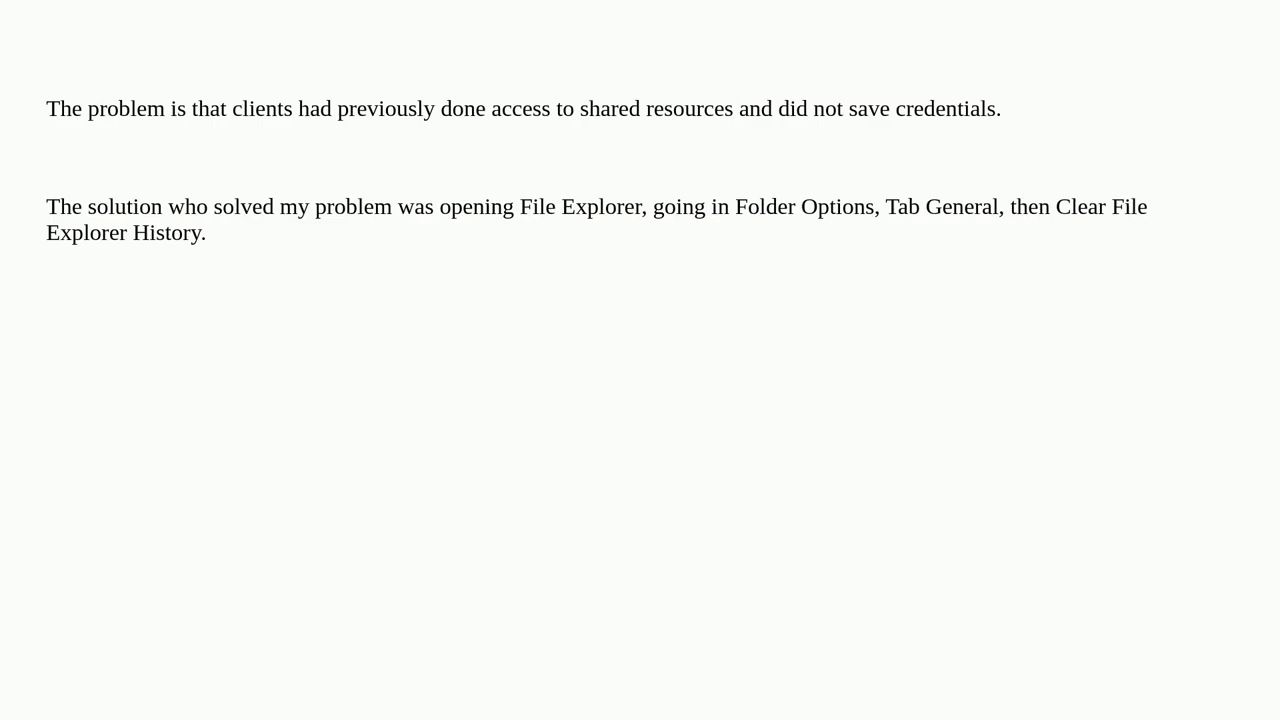 The problem is that clients had previously done access to shared resources and did not save credentials.
The solution who solved my problem was opening File Explorer, going in Folder Options, Tab General, then Clear File
Explorer History.